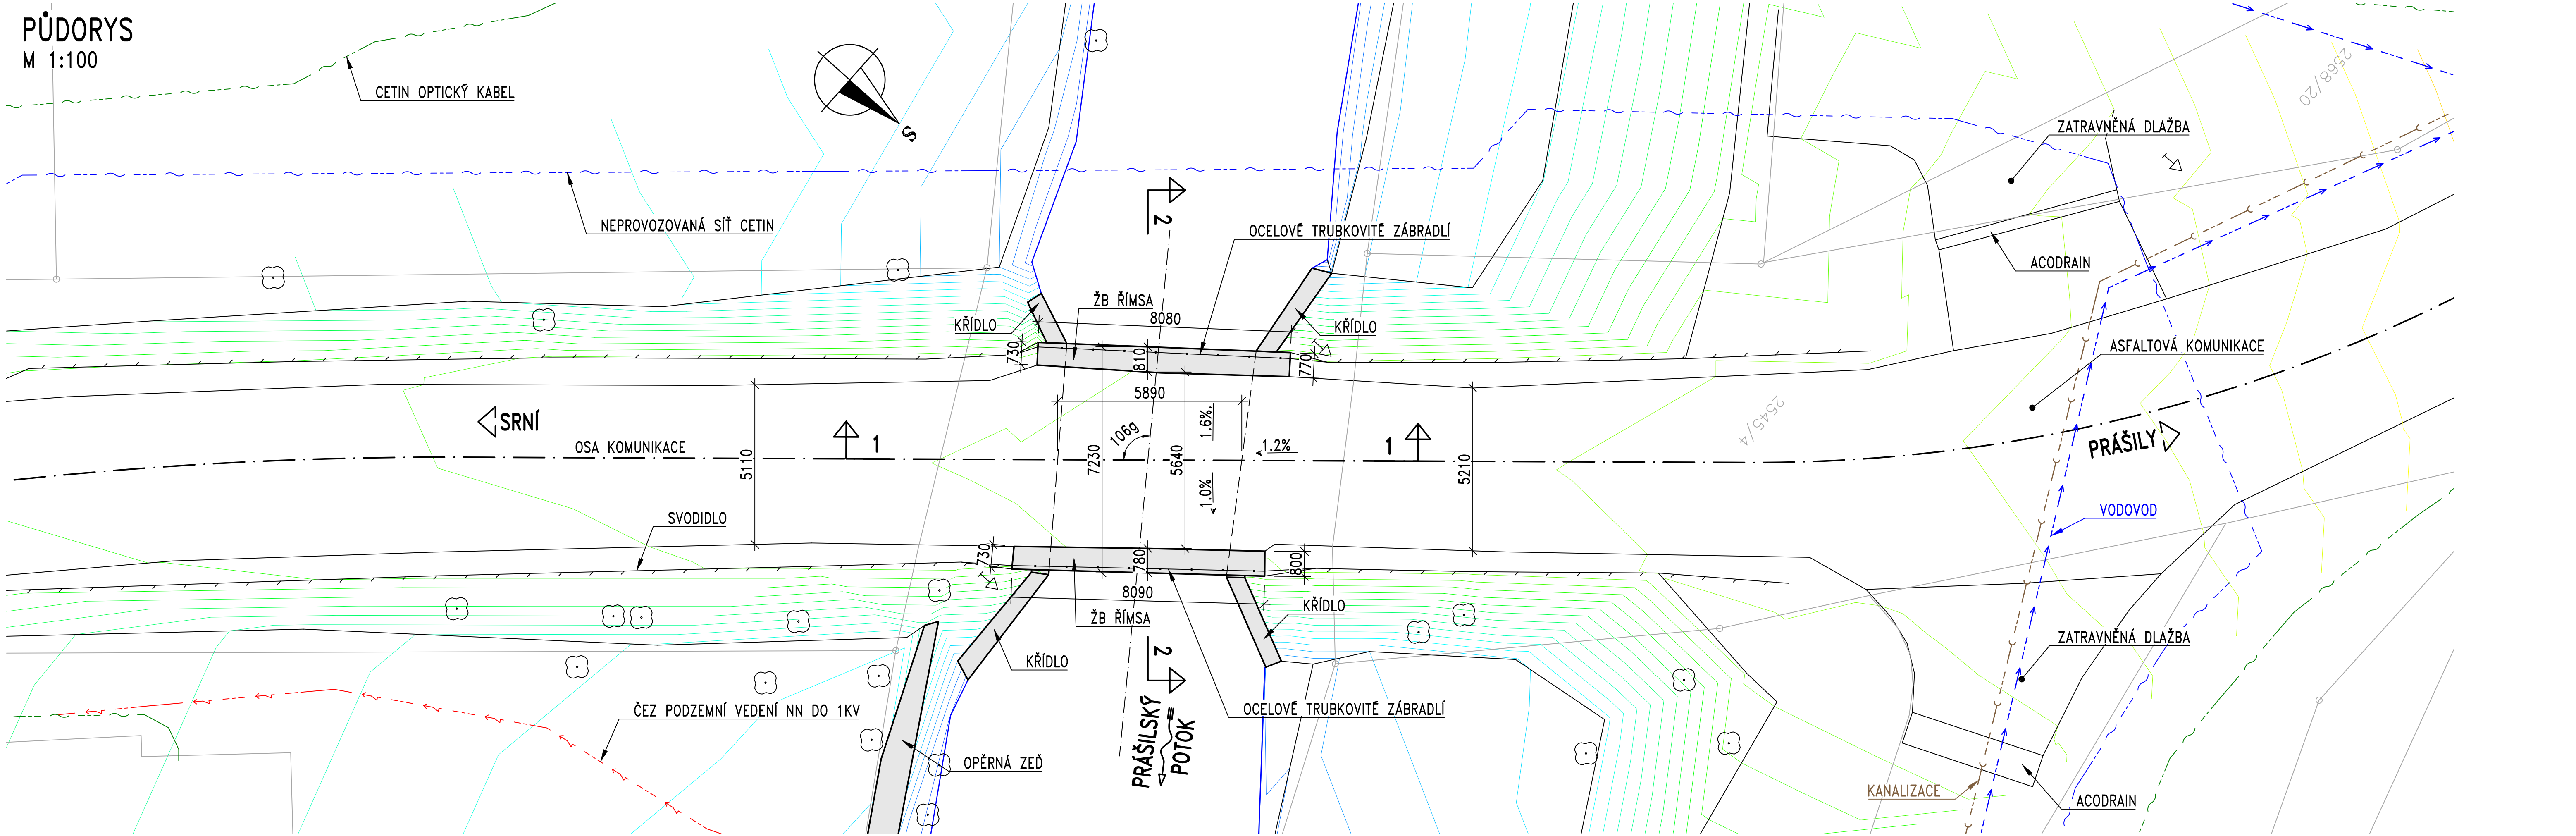 PŮDORYS
M 1:100
CETIN OPTICKÝ KABEL
S
NEPROVOZOVANÁ SÍŤ CETIN
2
OCELOVÉ TRUBKOVITÉ ZÁBRADLÍ
ZATRAVNĚNÁ DLAŽBA
2568/20
ACODRAIN
ŽB ŘÍMSA
8080
KŘÍDLO
KŘÍDLO
730
810
770
ASFALTOVÁ KOMUNIKACE
5890
SRNÍ
OSA KOMUNIKACE
1
5110
7230
106g
5640
1.6%
1.2%
1.0%
1
5210
2545/4
PRÁŠILY
SVODIDLO
VODOVOD
730
780
800
8090
ŽB ŘÍMSA
KŘÍDLO
KŘÍDLO
2
ZATRAVNĚNÁ DLAŽBA
ČEZ PODZEMNÍ VEDENÍ NN DO 1KV
OCELOVÉ TRUBKOVITÉ ZÁBRADLÍ
PRÁŠILSKÝ
POTOK
OPĚRNÁ ZEĎ
KANALIZACE
ACODRAIN